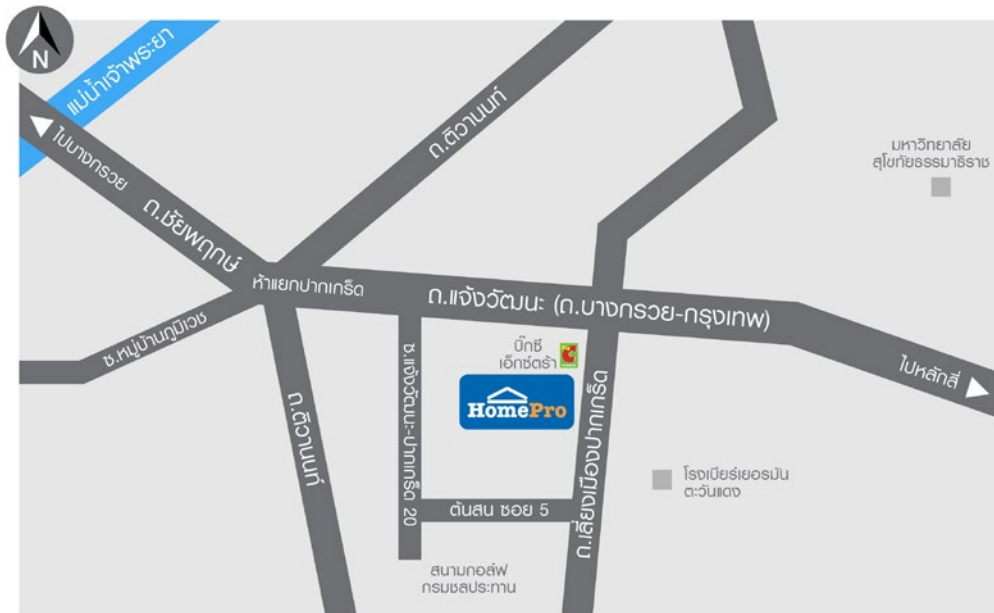 N
แม่น้ำเจ้าพระยา
ไปบางกรวย
ถ.ชัยพฤกษ์
ถ.ติวานนท์
มหาวิทยาลัย
สุโขทัยธรรมาธิราช
ห้าแยกปากเกร็ด
ถ.แจ้งวัฒนะ (ถ.บางกรวย-กรุงเทพ)
ซ.หมู่บ้านภูมิเวช
ไปหลักสี่
บิ๊กซี
เอ็กซ์ตร้า
HomePro
ถ.ติวานนท์
ซ.แจ้งวัฒนะ-ปากเกร็ด 20
ถ.เลี่ยงเมืองปากเกร็ด
โรงเบียร์เยอรมัน
ตะวันแดง
ต้นสน ซอย 5
สนามกอล์ฟ
กรมชลประทาน